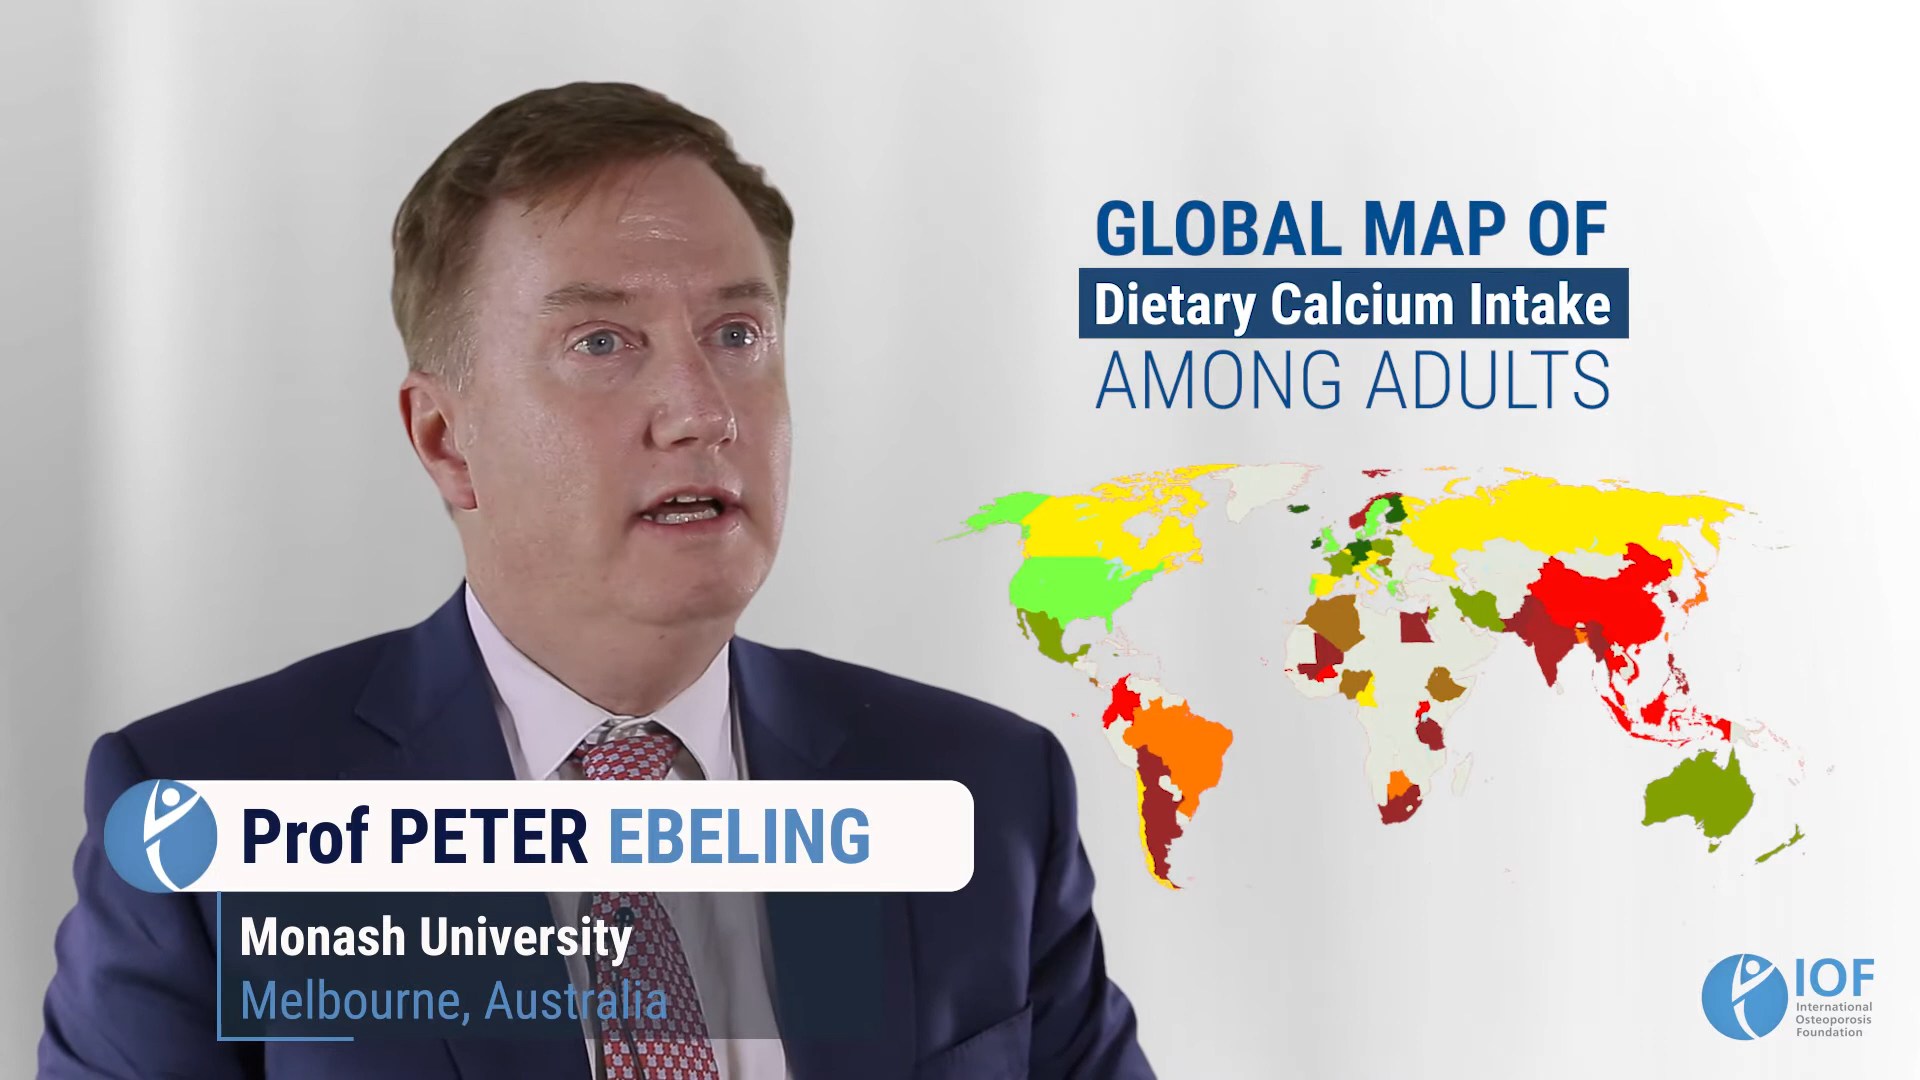 GLOBAL MAP OF
Dietary Calcium Intake
AMONG ADULTS
Prof PETER EBELING
Monash University
Melbourne, Australia
IOF
International
Osteoporosis
Foundation